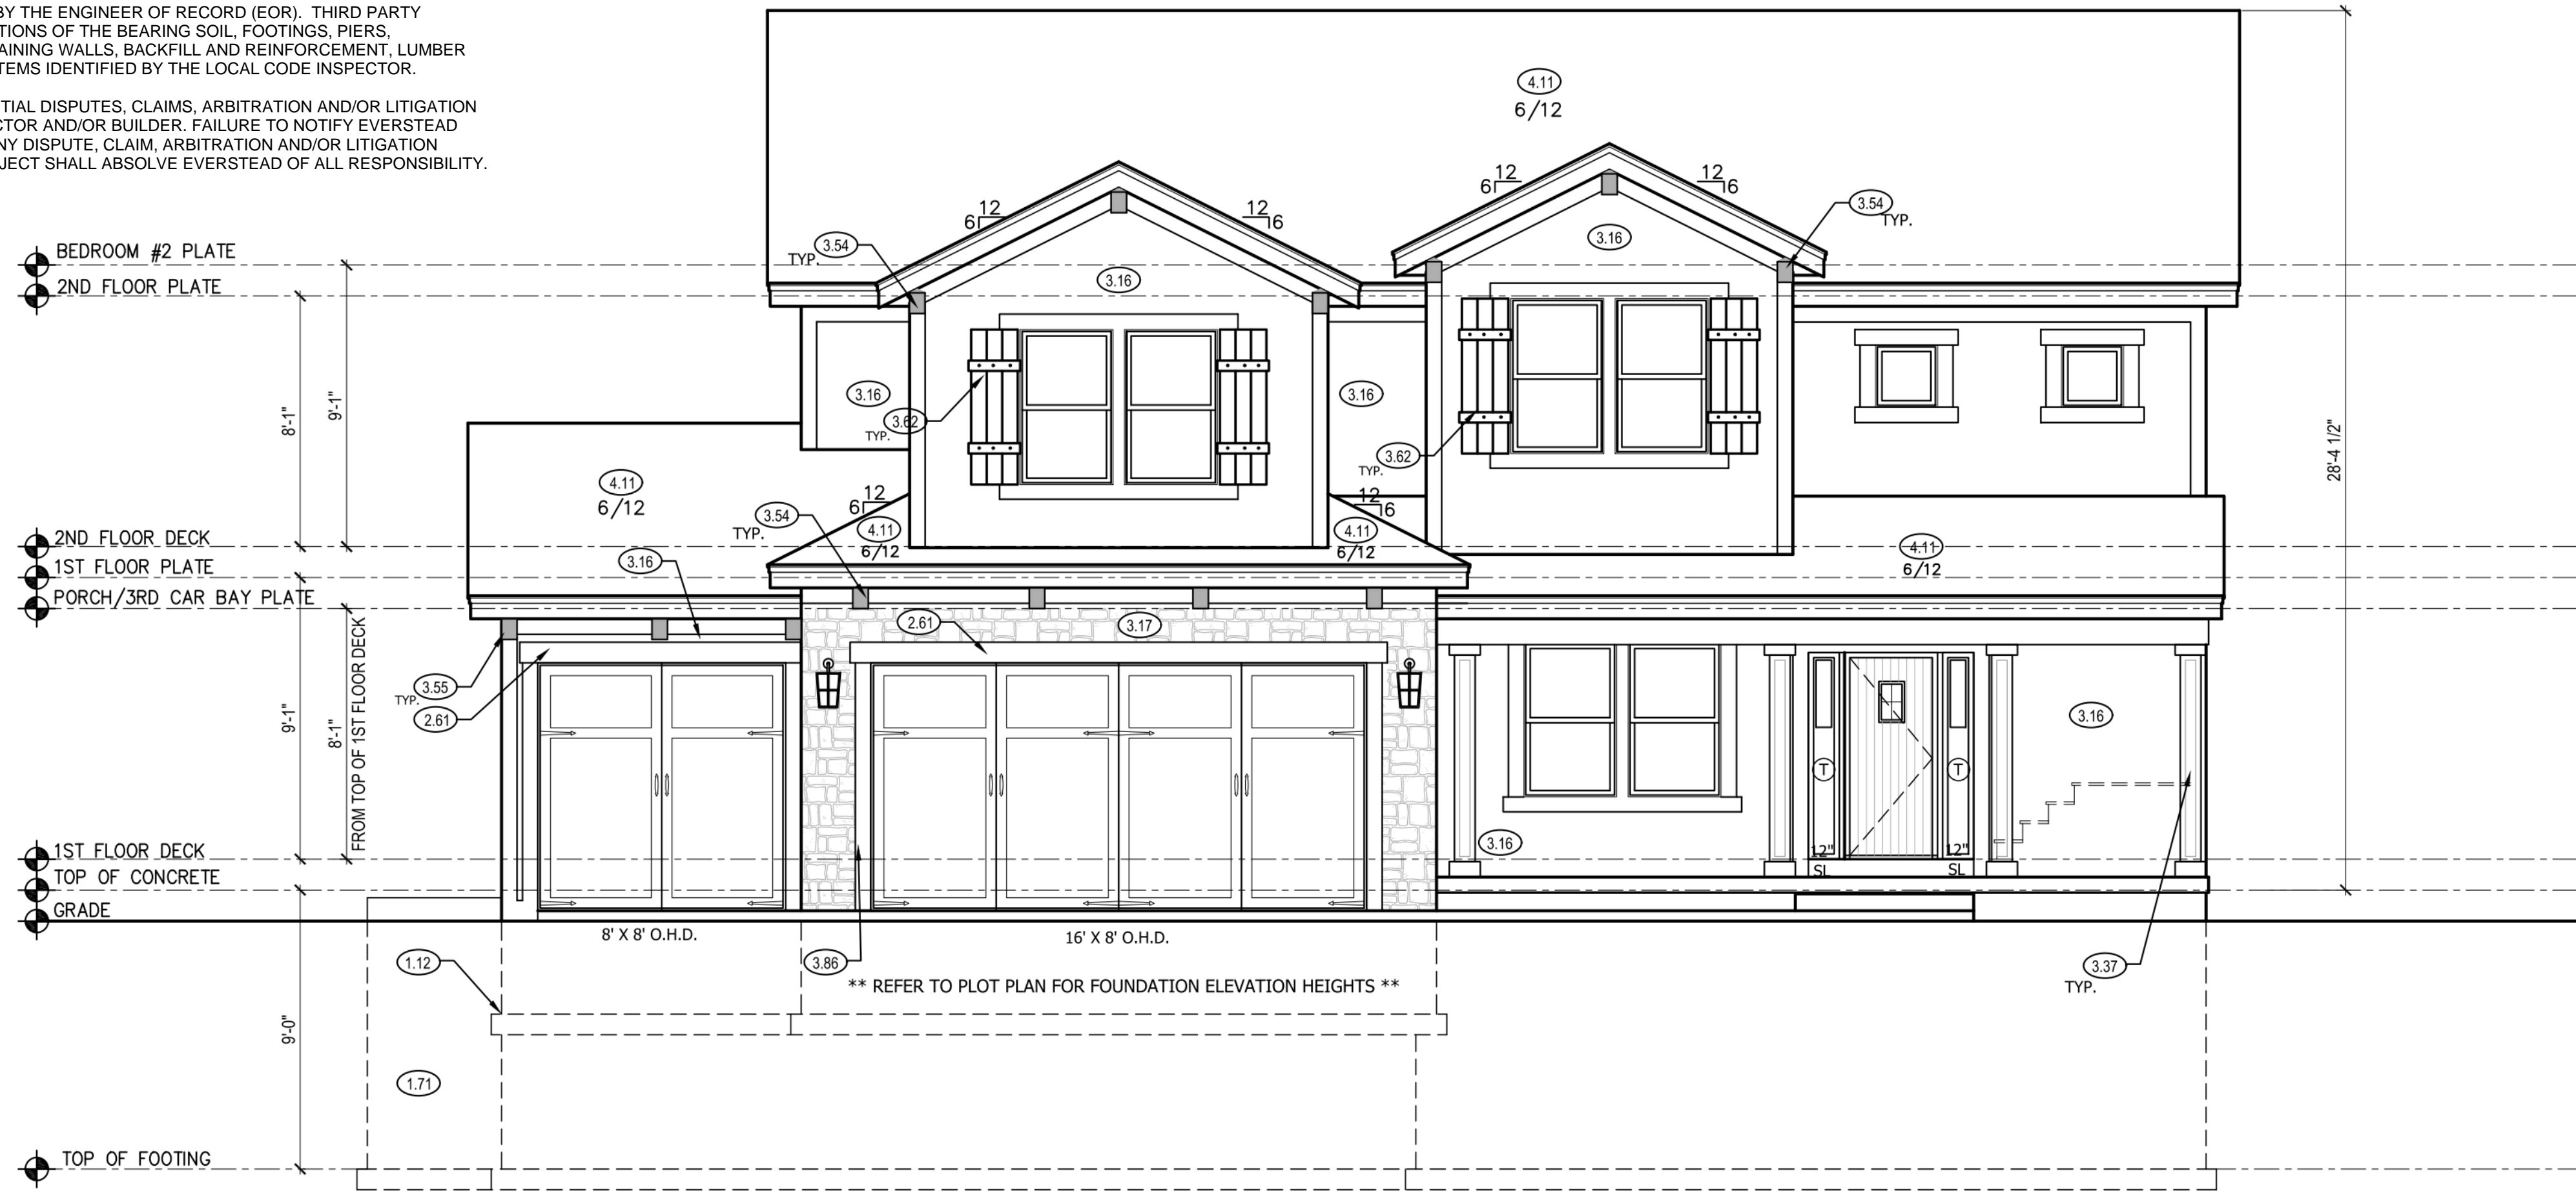 BY THE ENGINEER OF RECORD (EOR). THIRD PARTY
TIONS OF THE BEARING SOIL, FOOTINGS, PIERS,
AINING WALLS, BACKFILL AND REINFORCEMENT, LUMBER
TEMS IDENTIFIED BY THE LOCAL CODE INSPECTOR.
TIAL DISPUTES, CLAIMS, ARBITRATION AND/OR LITIGATION
CTOR AND/OR BUILDER. FAILURE TO NOTIFY EVERSTEAD
NY DISPUTE, CLAIM, ARBITRATION AND/OR LITIGATION
JECT SHALL ABSOLVE EVERSTEAD OF ALL RESPONSIBILITY.
4.11
6/12
12
6
12
6
12
6
12
6
3.54
TYP.
3.54
TYP.
3.16
3.16
BEDROOM #2 PLATE
2ND FLOOR PLATE
8'-1"
9'-1"
3.16
3.62
TYP.
3.16
3.62
TYP.
28'-4 1/2"
4.11
6/12
3.54
TYP.
12
6
4.11
6/12
12
6
4.11
6/12
4.11
6/12
2ND FLOOR DECK
1ST FLOOR PLATE
PORCH/3RD CAR BAY PLATE
3.16
2.61
3.17
9'-1"
8'-1"
FROM TOP OF 1ST FLOOR DECK
3.55
TYP.
2.61
3.16
T
T
3.16
12"
SL
12"
SL
1ST FLOOR DECK
TOP OF CONCRETE
GRADE
8' X 8' O.H.D.
16' X 8' O.H.D.
1.12
3.86
3.37
TYP.
** REFER TO PLOT PLAN FOR FOUNDATION ELEVATION HEIGHTS **
9'-0"
1.71
TOP OF FOOTING